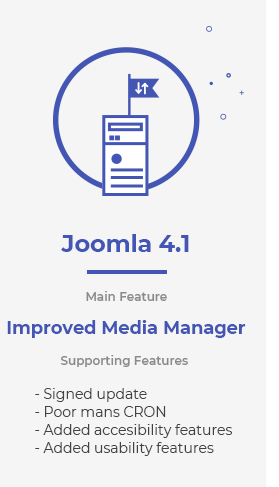 Joomla 4.1
Main Feature
Improved Media Manager
Supporting Features
- Signed update
- Poor mans CRON
- Added accesibility features
- Added usability features